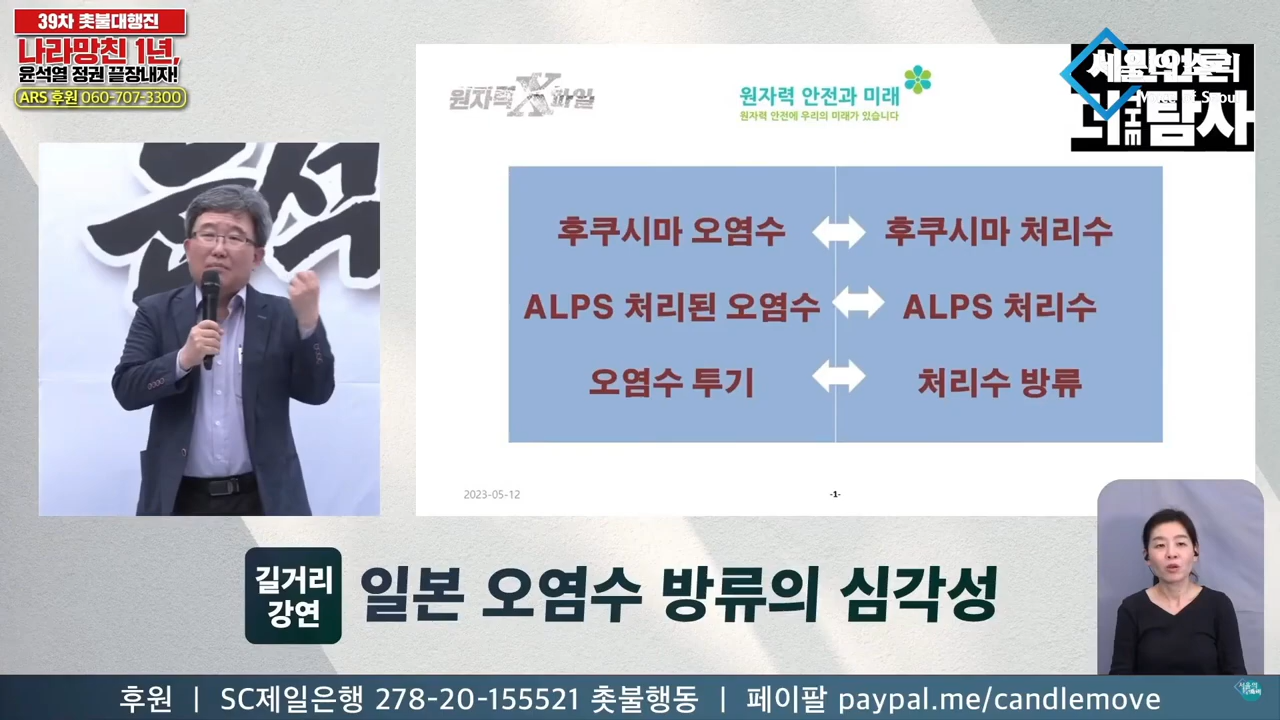 39차 촛불대행진
나라망친 1년,
윤석열 정권 끝장내자!
ARS 후원 060-707-3300
원자력 X 파일
원자력 안전과 미래
원자력 안전에 우리의 미래가 있습니다
탐사
후쿠시마 오염수
후쿠시마 처리수
ALPS 처리된 오염수
ALPS 처리수
오염수 투기
처리수 방류
2023-05-12
-1-
길거리
강연
일본 오염수 방류의 심각성
후원 | SC제일은행 278-20-155521 촛불행동 | 페이팔 paypal.me/candlemove